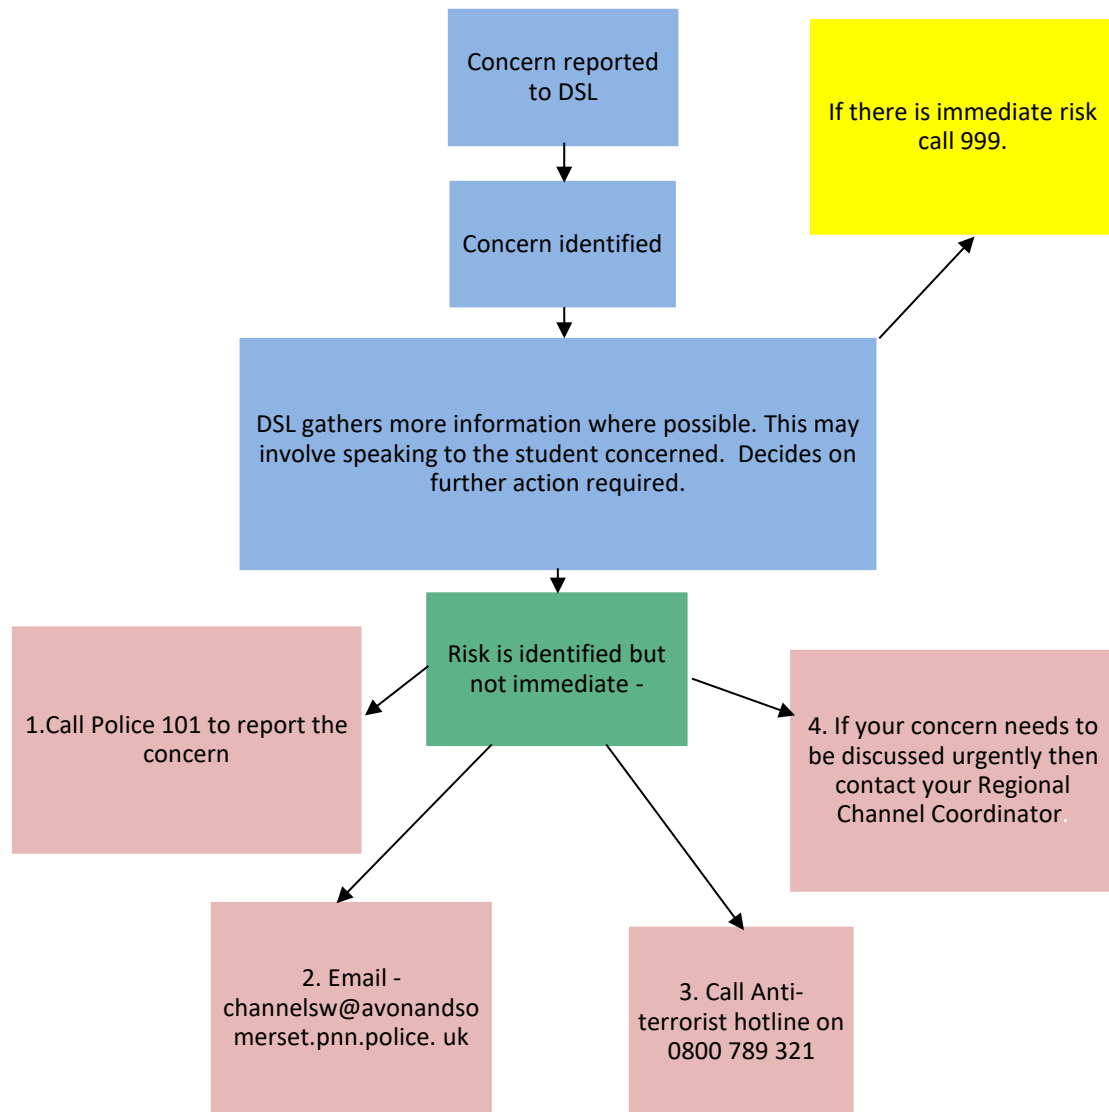 Concern reported
to DSL
If there is immediate risk
call 999.
Concern identified
DSL gathers more information where possible. This may
involve speaking to the student concerned.  Decides on
further action required.
Risk is identified but
not immediate -
1.Call Police 101 to report the
concern
4. If your concern needs to
be discussed urgently then
contact your Regional
Channel Coordinator.
2. Email -
channelsw@avonandso
merset.pnn.police. uk
3. Call Anti-
terrorist hotline on
0800 789 321